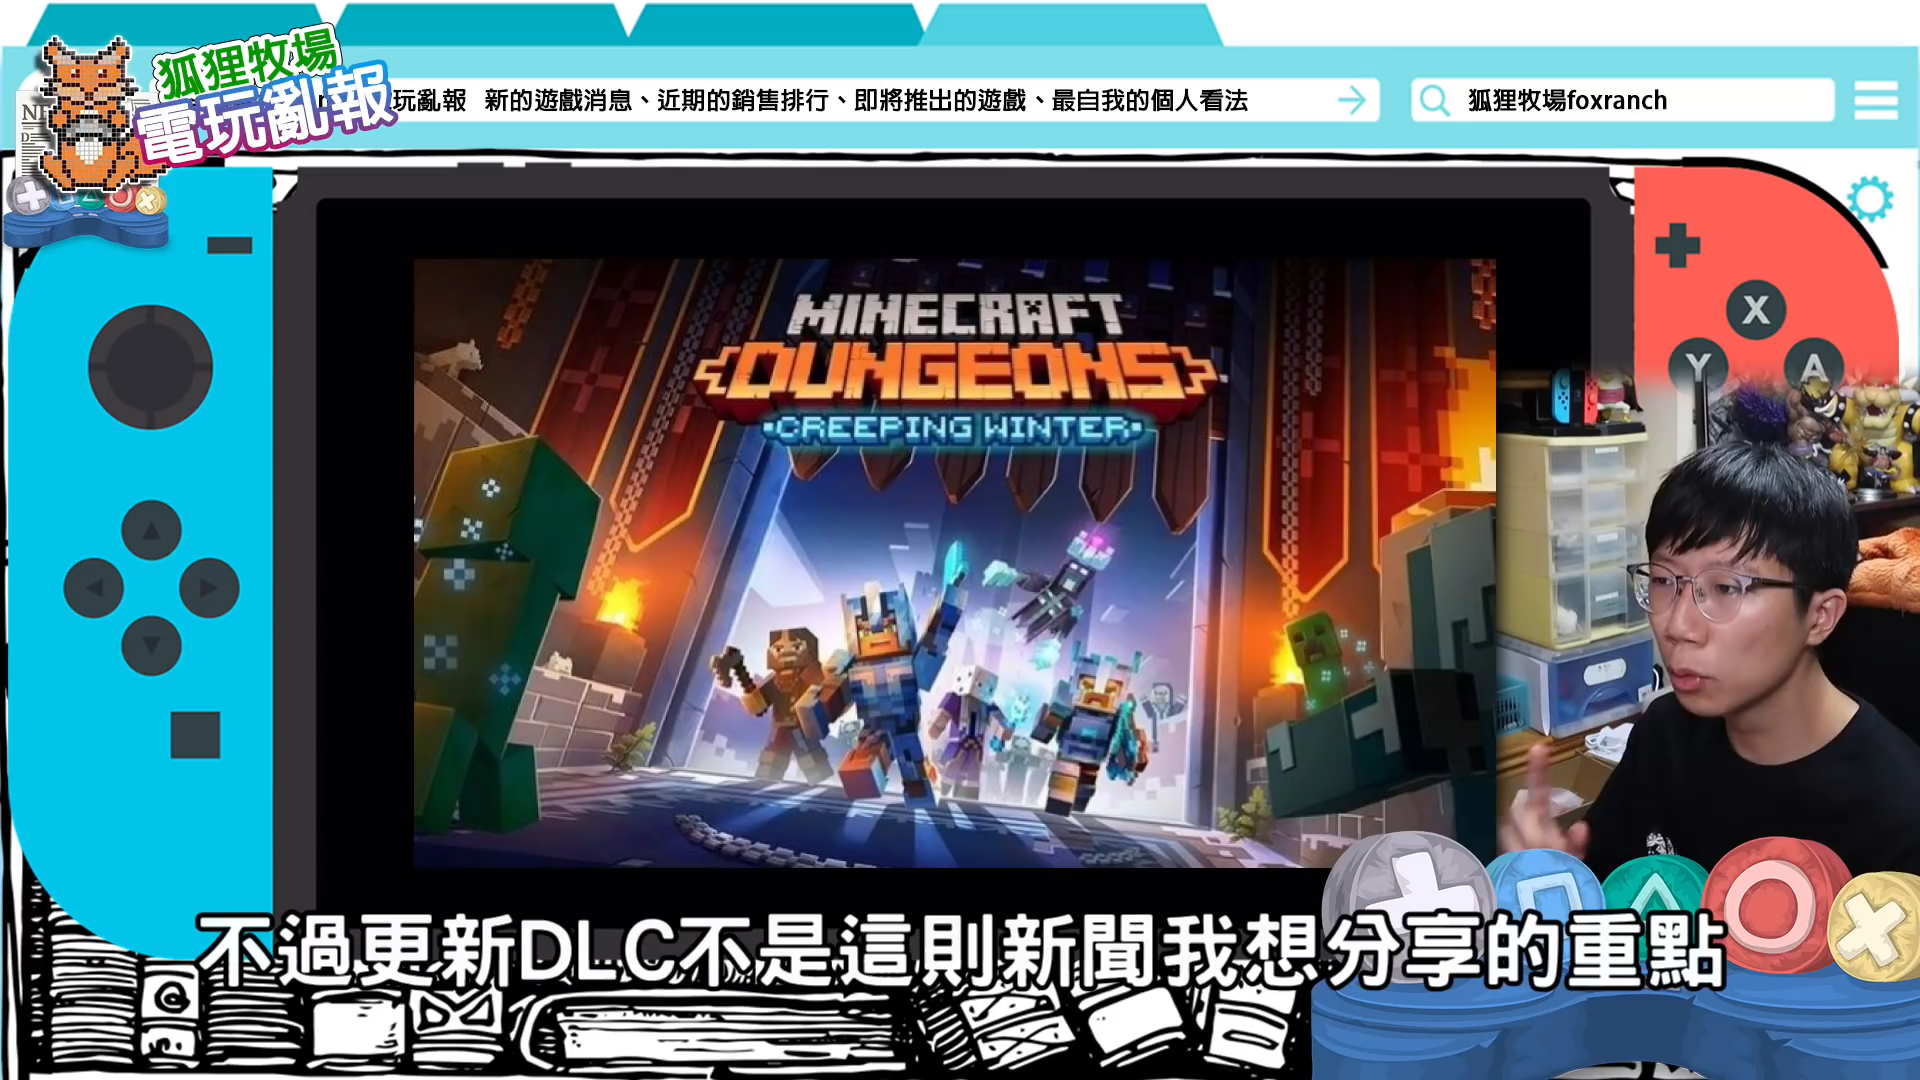 狐狸牧場
電玩亂報
玩亂報 新的遊戲消息、近期的銷售排行、即將推出的遊戲、最自我的個人看法
狐狸牧場foxranch
MINECRAFT
DUNGEONS
CREEPING WINTER
X
Y
A
不過更新DLC不是這則新聞我想分享的重點